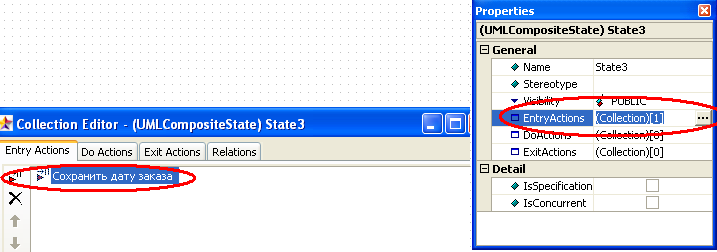 Properties
(UMLCompositeState) State3
General
Name State3
Stereotype
Visibility PUBLIC
EntryActions (Collection)[1] ...
DoActions (Collection)[0]
ExitActions (Collection)[0]
Detail
IsSpecification
IsConcurrent
Collection Editor - (UMLCompositeState) State3
Entry Actions Do Actions Exit Actions Relations
Сохранить дату заказа